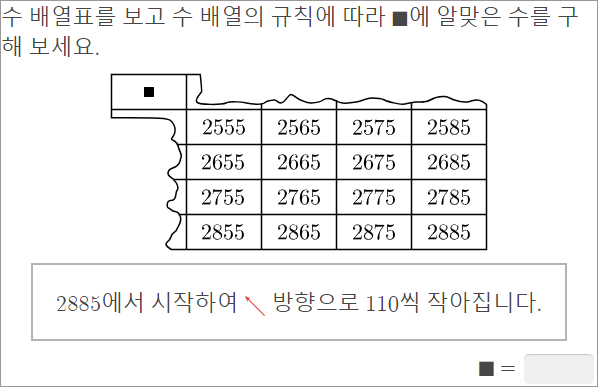 수 배열표를 보고 수 배열의 규칙에 따라 ■에 알맞은 수를 구
해 보세요.
■
2555 2565 2575 2585
2655 2665 2675 2685
2755 2765 2775 2785
2855 2865 2875 2885
2885에서 시작하여 ↖ 방향으로 110씩 작아집니다.
■ =